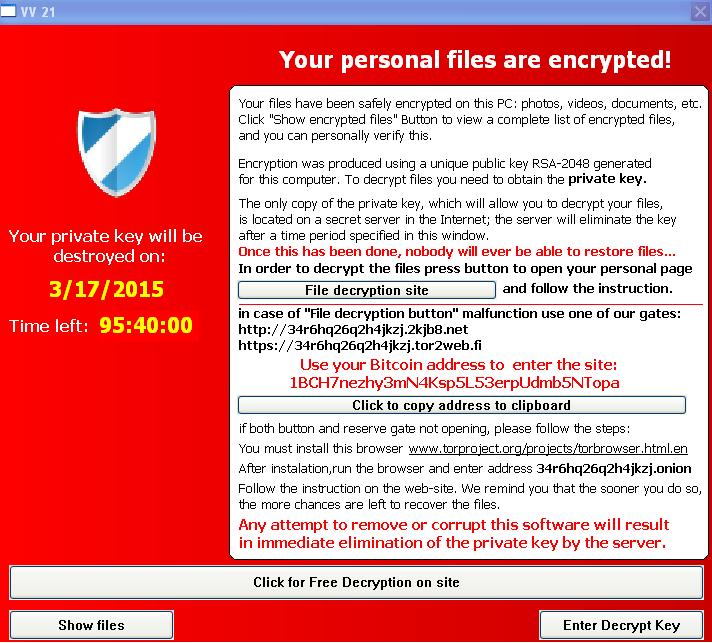 VV 21
Your personal files are encrypted!
Your files have been safely encrypted on this PC: photos, videos, documents, etc.
Click "Show encrypted files" Button to view a complete list of encrypted files,
and you can personally verify this.
Encryption was produced using a unique public key RSA-2048 generated
for this computer. To decrypt files you need to obtain the private key.
The only copy of the private key, which will allow you to decrypt your files,
is located on a secret server in the Internet; the server will eliminate the key
after a time period specified in this window.
Once this has been done, nobody will ever be able to restore files...
In order to decrypt the files press button to open your personal page
File decryption site and follow the instruction.
in case of "File decryption button" malfunction use one of our gates:
http://34r6hq26q2h4jkzj.2kjb8.net
https://34r6hq26q2h4jkzj.tor2web.fi
Use your Bitcoin address to enter the site:
1BCH7nezhy3mN4Ksp5L53erpUdmb5NTopa
Click to copy address to clipboard
if both button and reserve gate not opening, please follow the steps:
You must install this browser www.torproject.org/projects/torbrowser.html.en
After instalation,run the browser and enter address 34r6hq26q2h4jkzj.onion
Follow the instruction on the web-site. We remind you that the sooner you do so,
the more chances are left to recover the files.
Any attempt to remove or corrupt this software will result
in immediate elimination of the private key by the server.
Your private key will be
destroyed on:
3/17/2015
Time left: 95:40:00
Click for Free Decryption on site
Show files
Enter Decrypt Key